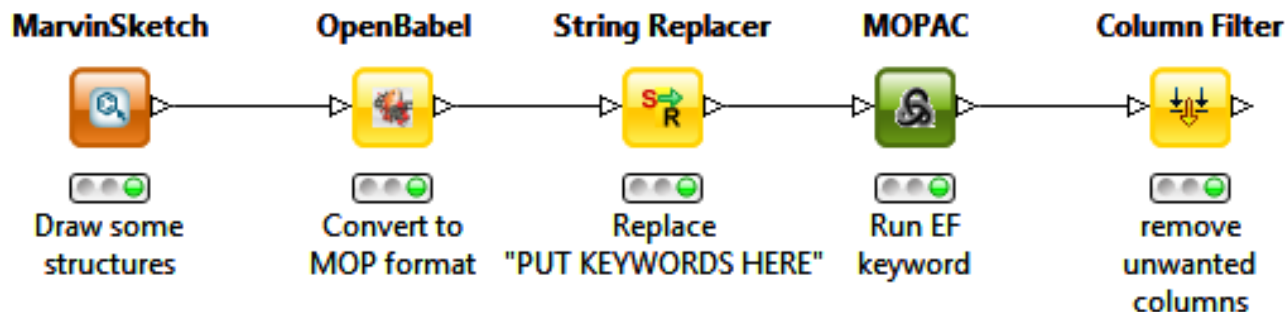 MarvinSketch OpenBabel String Replacer MOPAC Column Filter
S
R
Draw some
structures
Convert to
MOP format
Replace
"PUT KEYWORDS HERE"
Run EF
keyword
remove
unwanted
columns